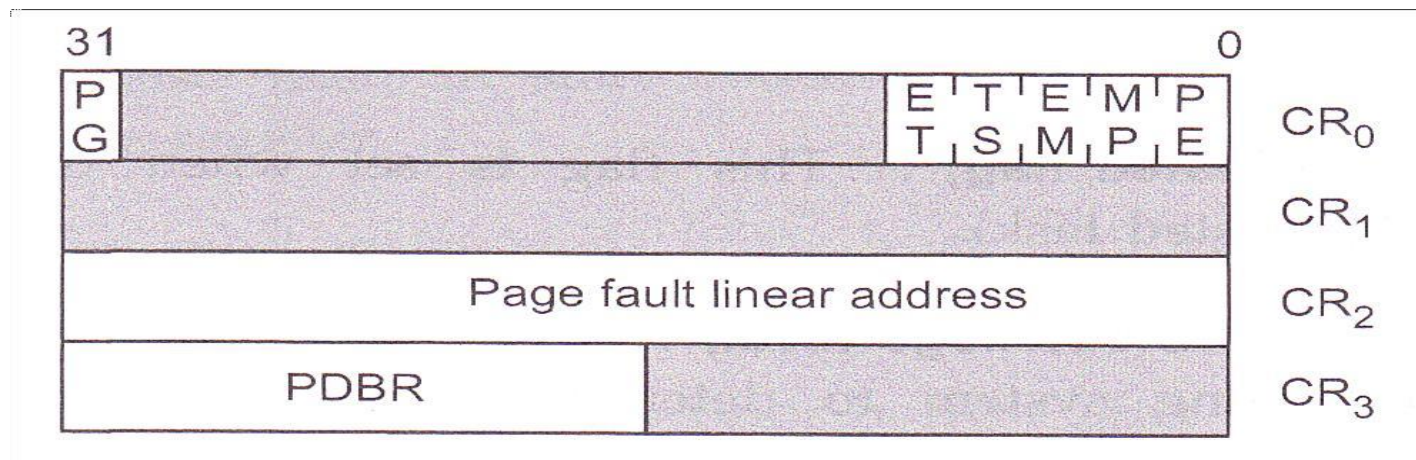 31 0
P E T E M P
G T S M P E
CR0
CR1
Page fault linear address
CR2
PDBR
CR3